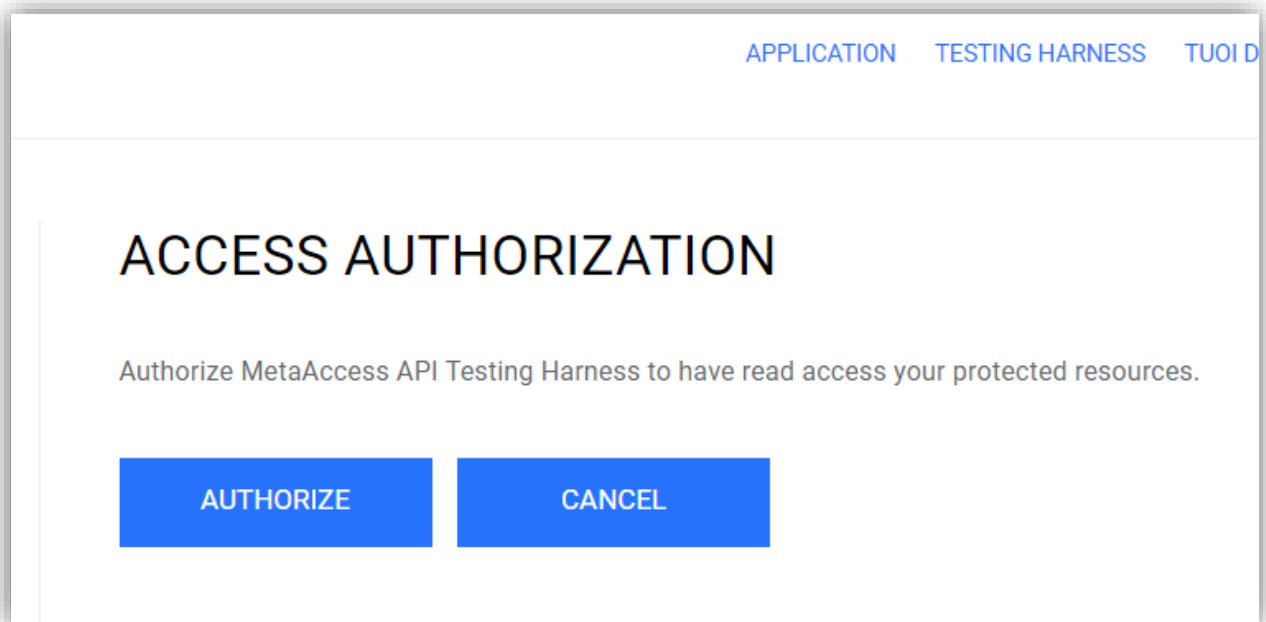 APPLICATION TESTING HARNESS TUOI D
ACCESS AUTHORIZATION
Authorize MetaAccess API Testing Harness to have read access your protected resources.
AUTHORIZE CANCEL